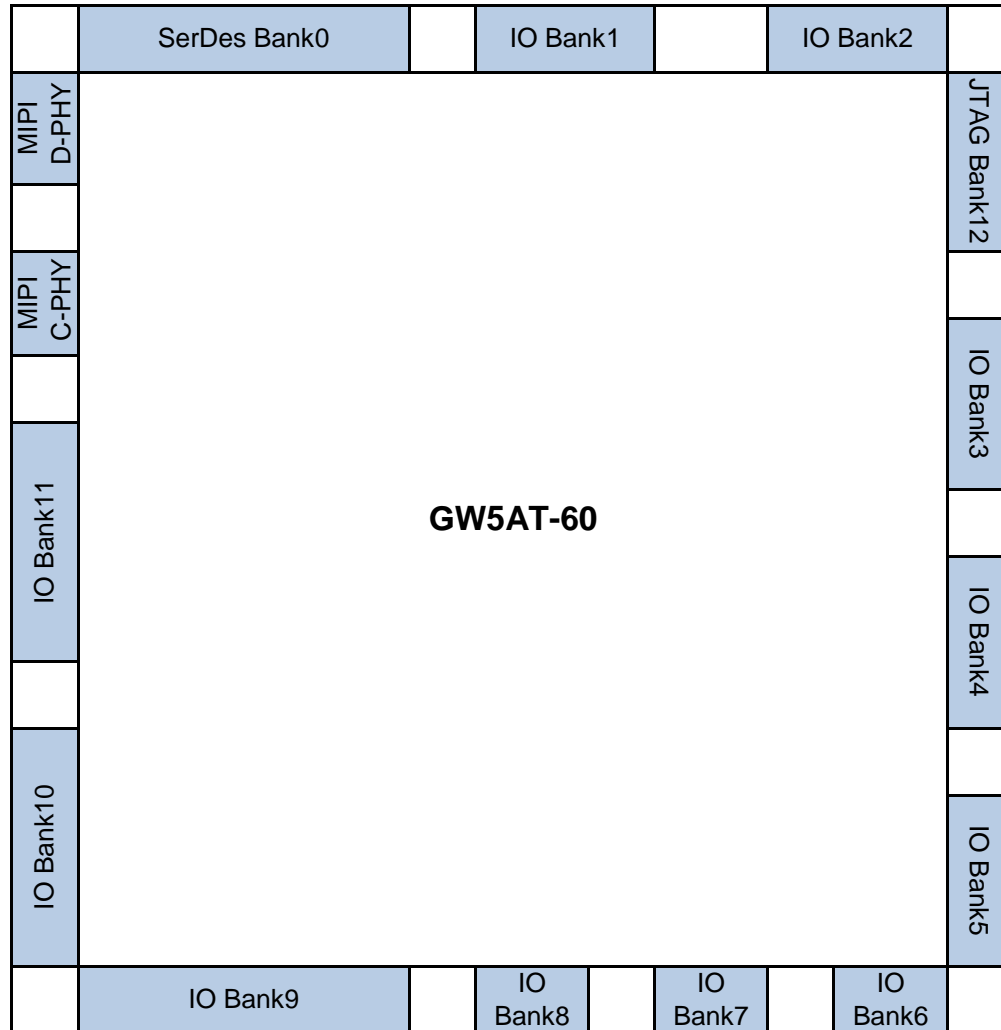 SerDes Bank0
IO Bank1
IO Bank2
MIPI
D-PHY
JTAG Bank12
MIPI
C-PHY
IO Bank3
IO Bank11
GW5AT-60
IO Bank4
IO Bank10
IO Bank5
IO Bank9
IO
Bank8
IO
Bank7
IO
Bank6